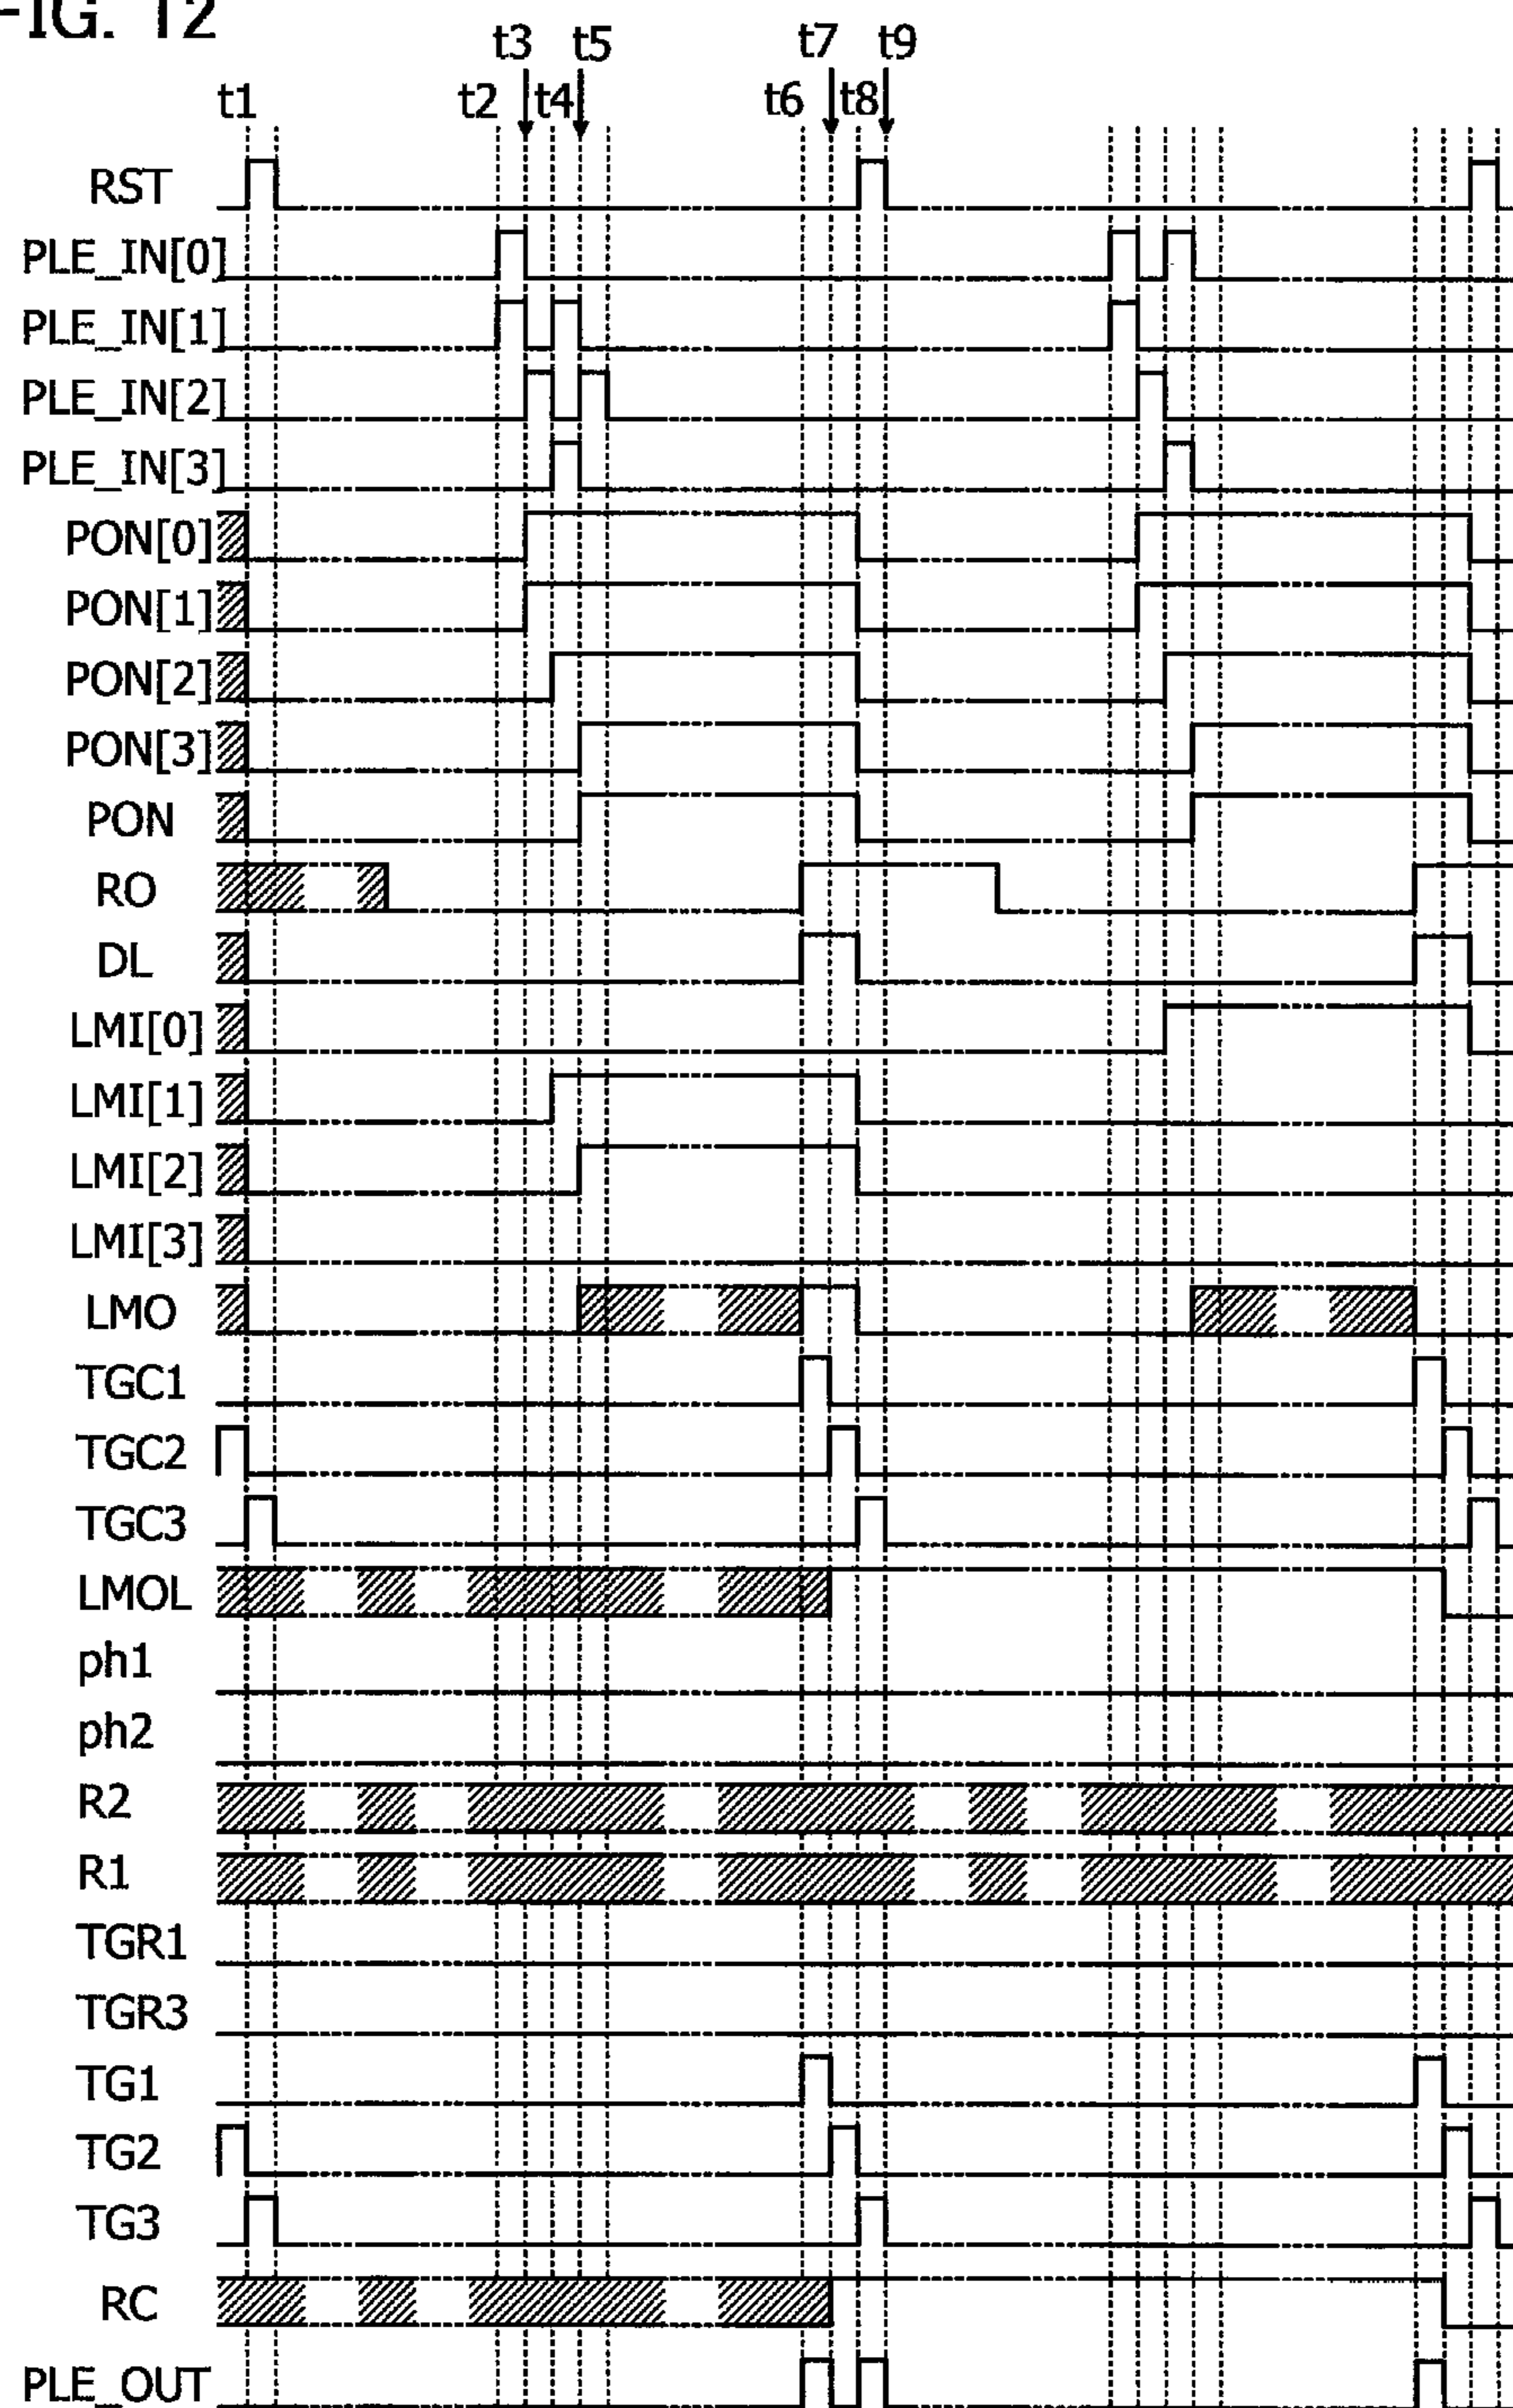 FIG. 12
t3 t5 t7 t9
t1 t2 t4 t6 t8
RST
PLE_IN[0]
PLE_IN[1]
PLE_IN[2]
PLE_IN[3]
PON[0]
PON[1]
PON[2]
PON[3]
PON
RO
DL
LMI[0]
LMI[1]
LMI[2]
LMI[3]
LMO
TGC1
TGC2
TGC3
LMOL
ph1
ph2
R2
R1
TGR1
TGR3
TG1
TG2
TG3
RC
PLE_OUT